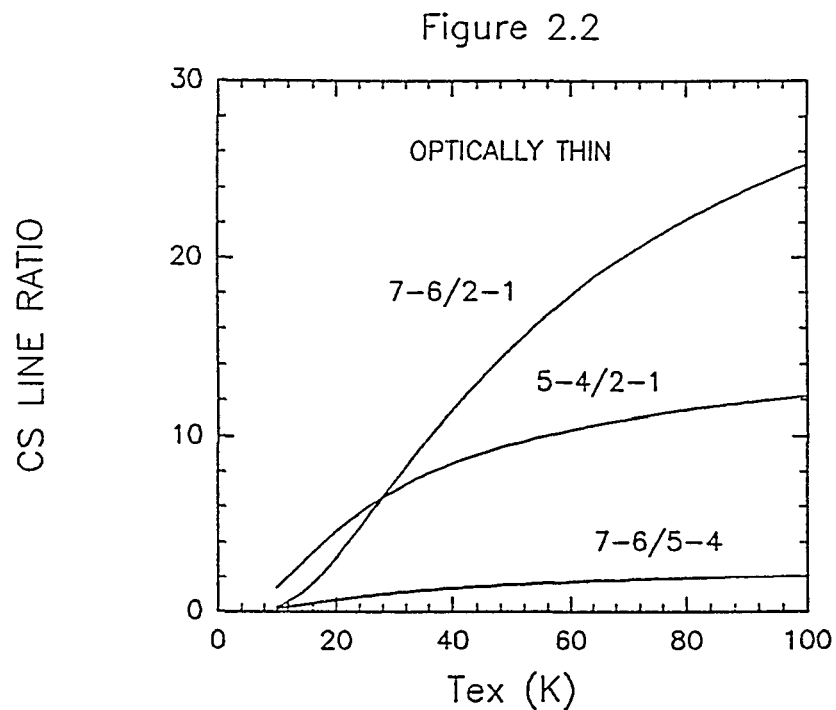 Figure 2.2
30
OPTICALLY THIN
7-6/2-1
20
5-4/2-1
10
7-6/5-4
0
0 20 40 60 80 100
CS LINE RATIO
Tex (K)